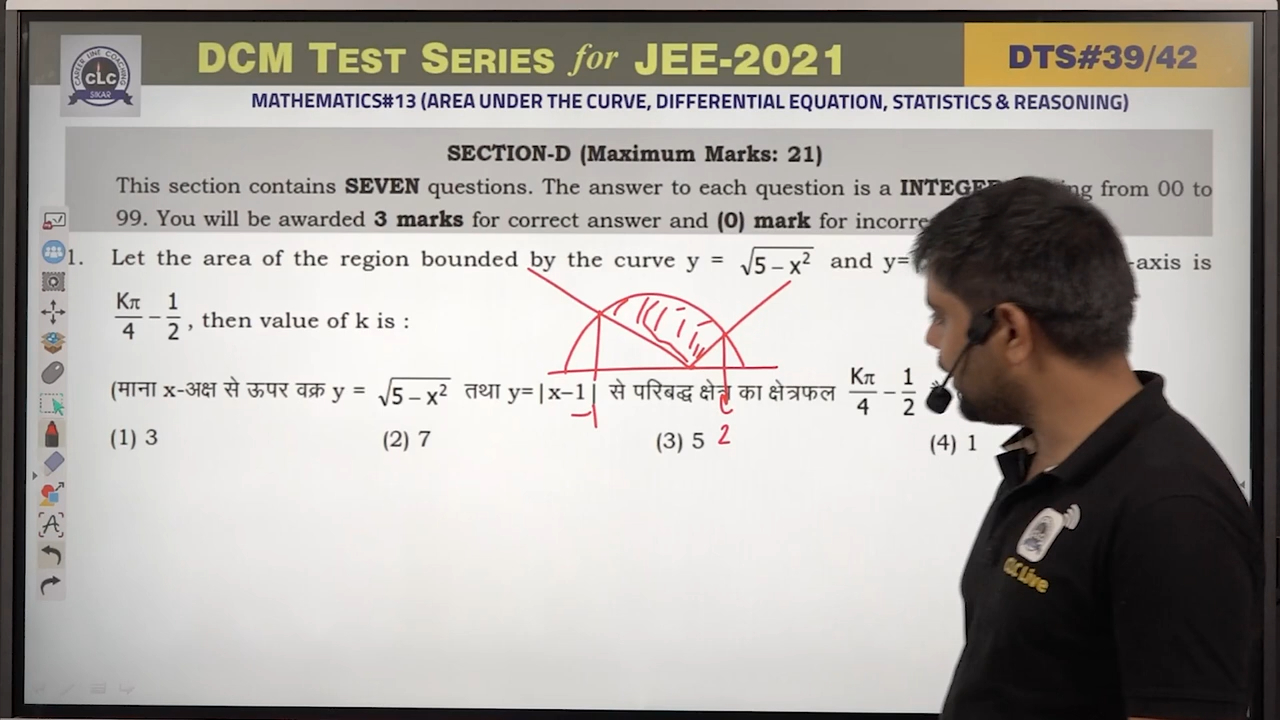 DCM TEST SERIES for JEE-2021
DTS#39/42
CAREER LINE COACHING
CLC
SIKAR
MATHEMATICS#13 (AREA UNDER THE CURVE, DIFFERENTIAL EQUATION, STATISTICS & REASONING)
SECTION-D (Maximum Marks: 21)
This section contains SEVEN questions. The answer to each question is a ng from 00 to
99. You will be awarded 3 marks for correct answer and (0) mark for
1. Let the area of the region bounded by the curve y = √5 – x² and y= -axis is
Kπ/4 – 1/2, then value of k is :
(माना x-अक्ष से ऊपर वक्र y = √5 – x² तथा y=|x–1| से परिबद्ध क्षेत्र का क्षेत्रफल Kπ/4 – 1/2
–1
2
(1) 3 (2) 7 (3) 5 (4) 1
CLC Live